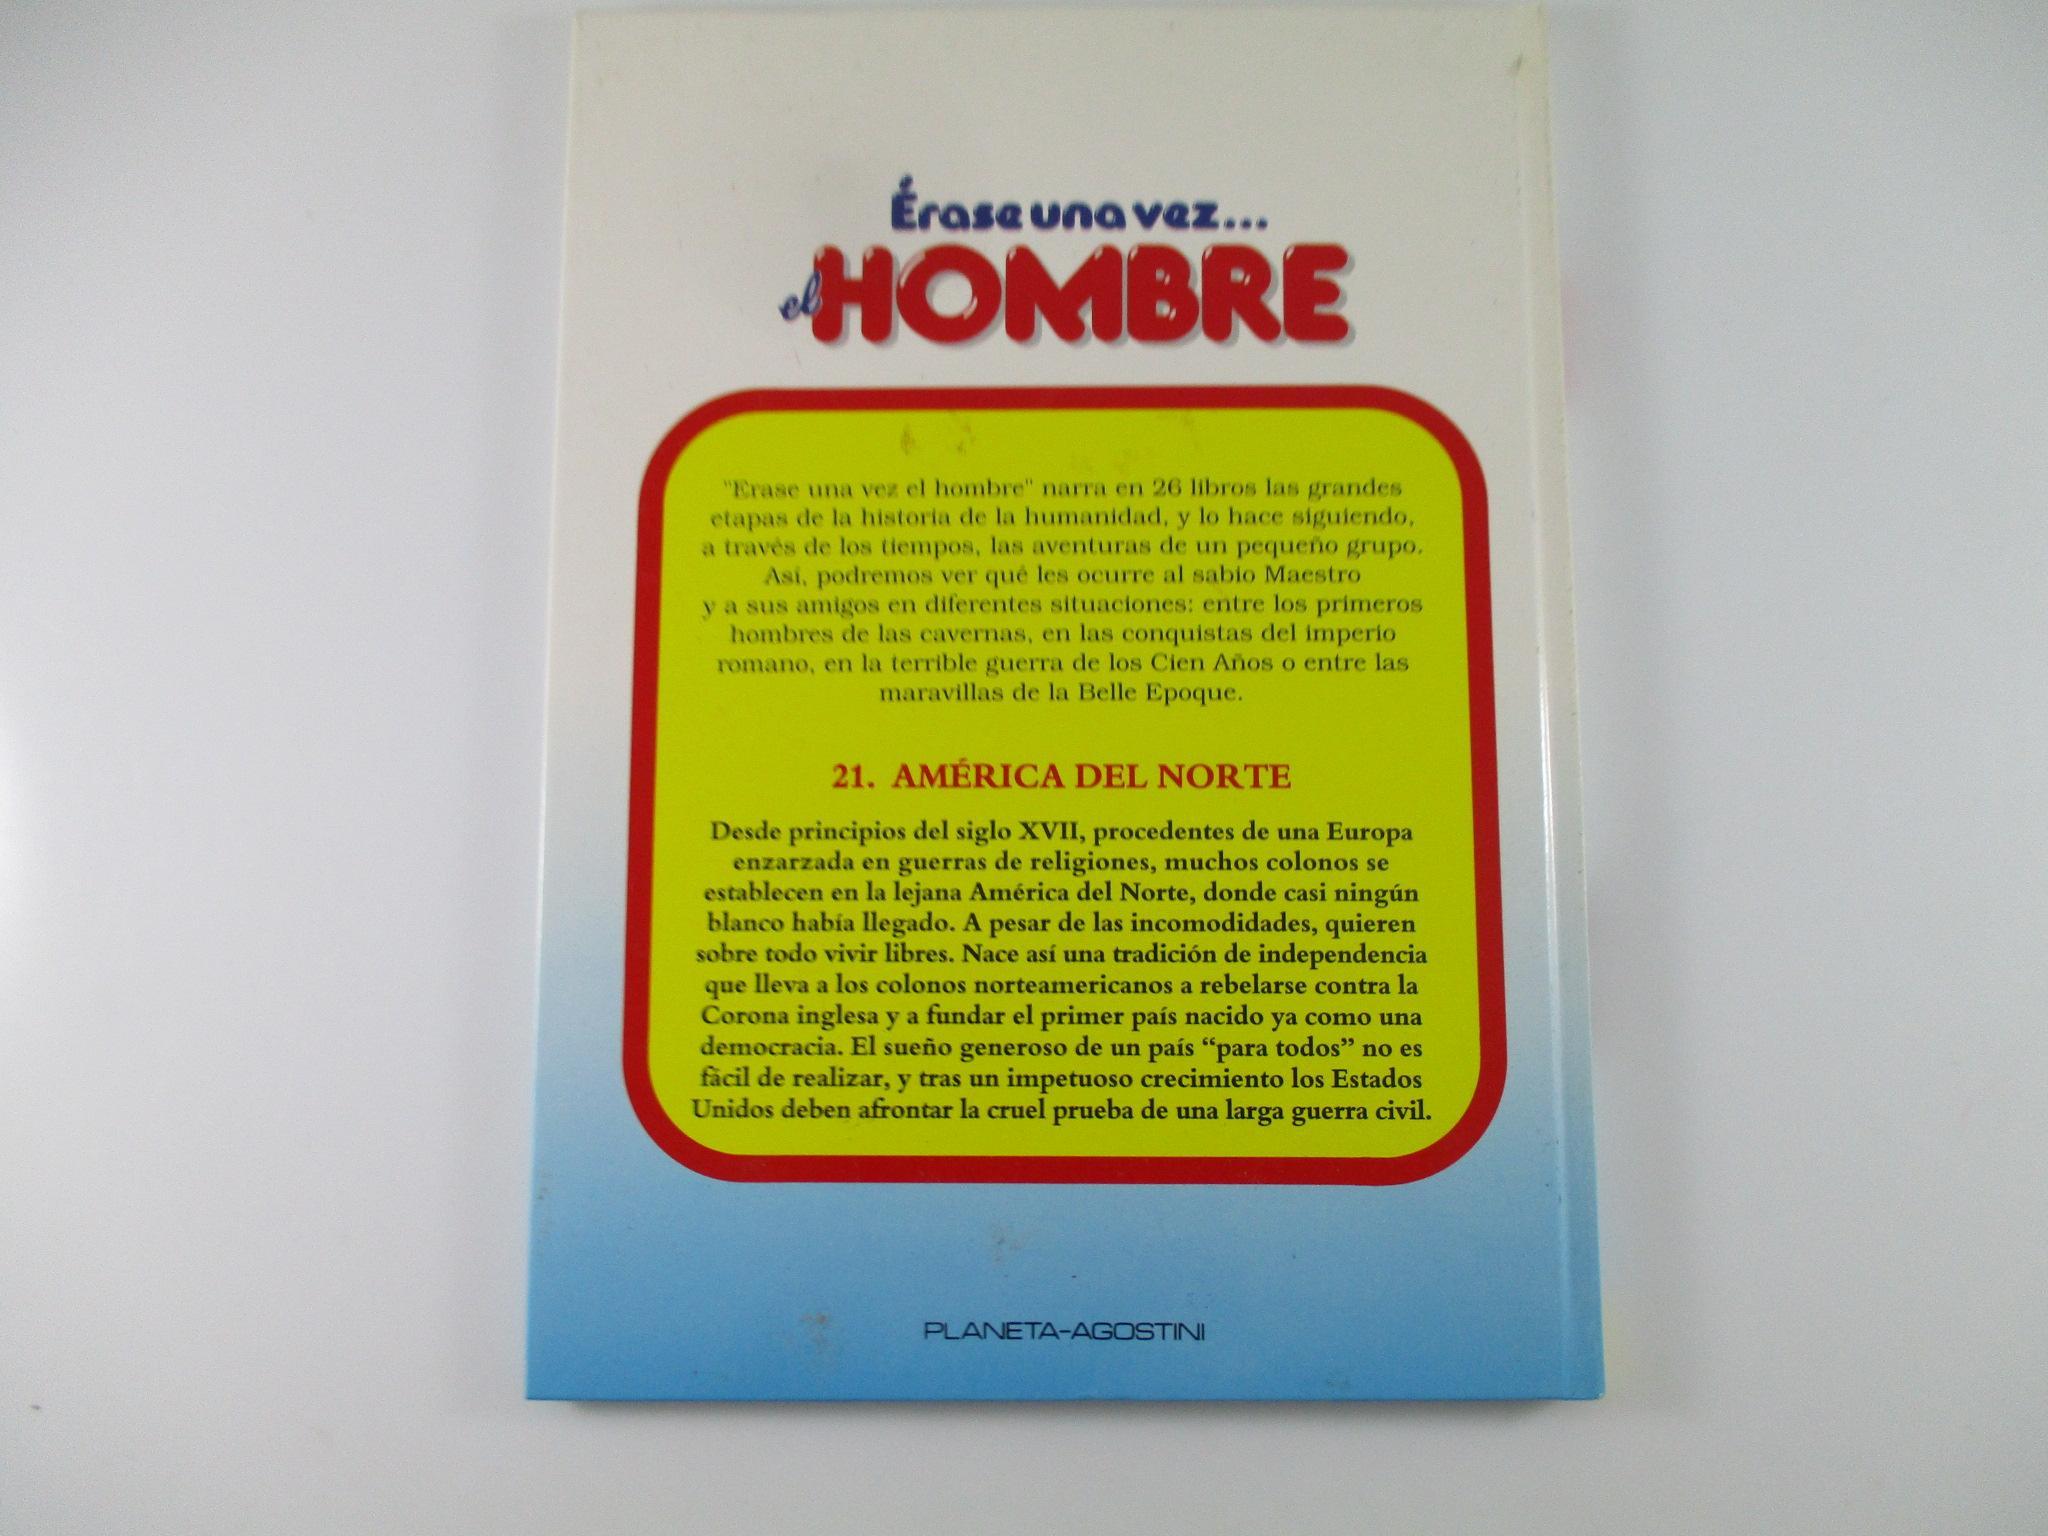 Érase una vez...
el HOMBRE
"Erase una vez el hombre" narra en 26 libros las grandes
etapas de la historia de la humanidad, y lo hace siguiendo,
a través de los tiempos, las aventuras de un pequeño grupo.
Así, podremos ver qué les ocurre al sabio Maestro
y a sus amigos en diferentes situaciones: entre los primeros
hombres de las cavernas, en las conquistas del imperio
romano, en la terrible guerra de los Cien Años o entre las
maravillas de la Belle Epoque.
21. AMÉRICA DEL NORTE
Desde principios del siglo XVII, procedentes de una Europa
enzarzada en guerras de religiones, muchos colonos se
establecen en la lejana América del Norte, donde casi ningún
blanco había llegado. A pesar de las incomodidades, quieren
sobre todo vivir libres. Nace así una tradición de independencia
que lleva a los colonos norteamericanos a rebelarse contra la
Corona inglesa y a fundar el primer país nacido ya como una
democracia. El sueño generoso de un país “para todos” no es
fácil de realizar, y tras un impetuoso crecimiento los Estados
Unidos deben afrontar la cruel prueba de una larga guerra civil.
PLANETA-AGOSTINI